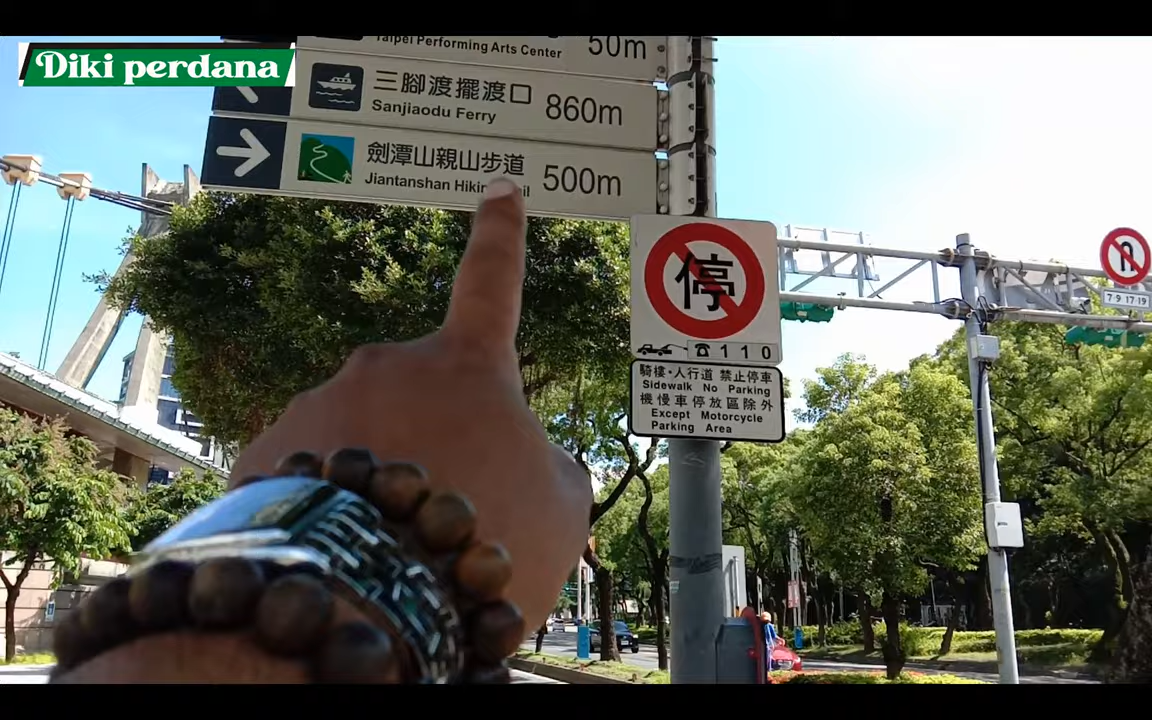 Diki perdana
Taipei Performing Arts Center
50m
三腳渡擺渡口
Sanjiaodu Ferry
860m
劍潭山親山步道
Jiantanshan
500m
停
110
騎樓・人行道 禁止停車
Sidewalk No Parking
機慢車停放區除外
Except Motorcycle
Parking Area
7-9 17-19